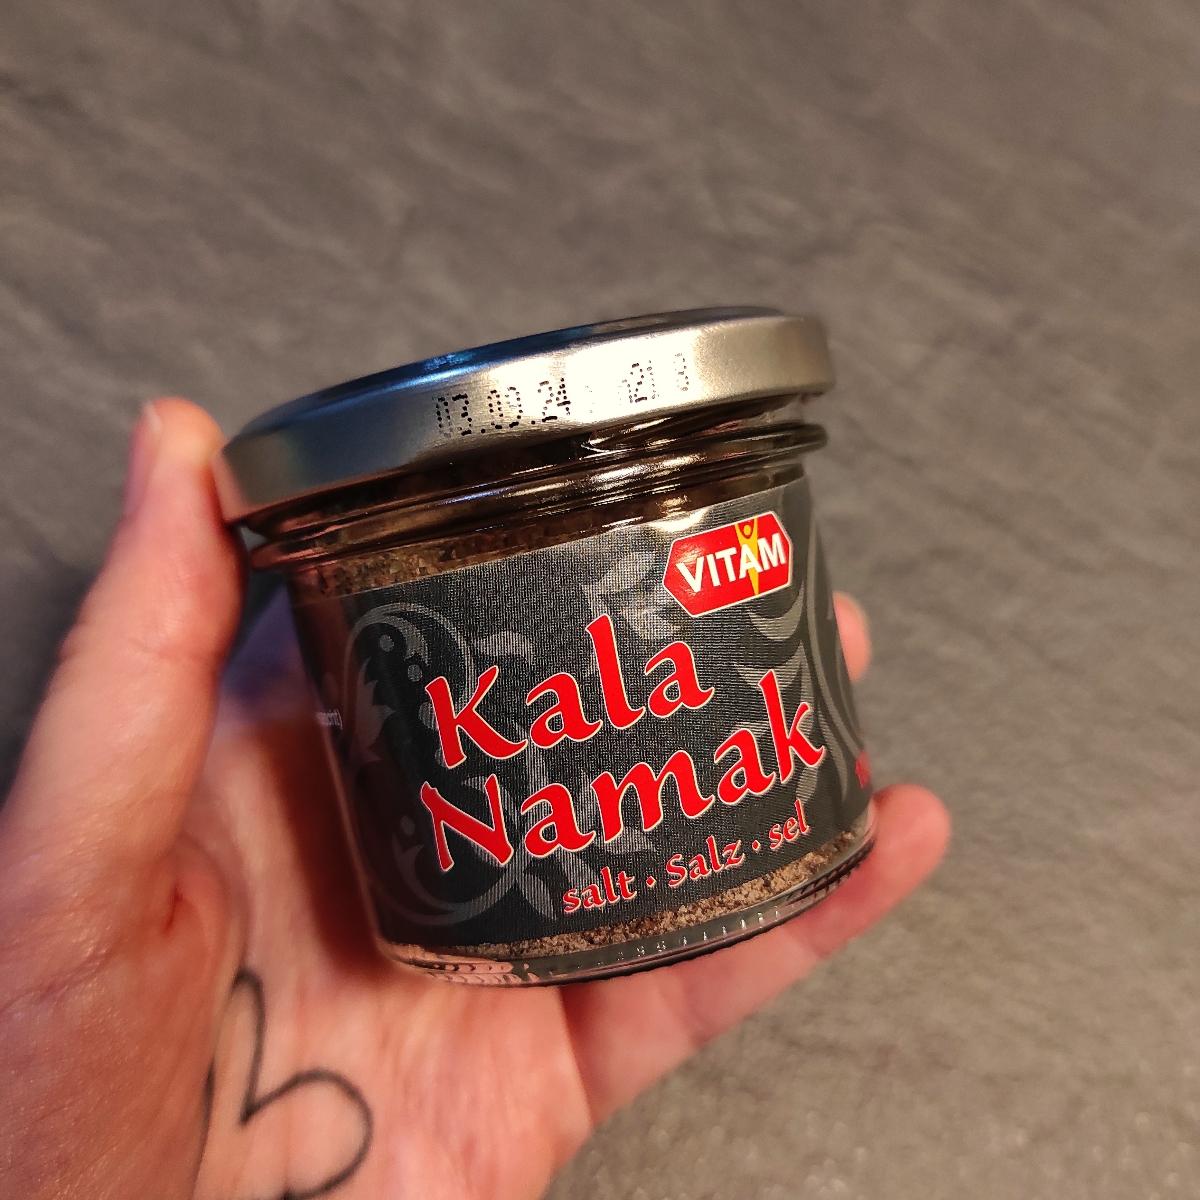 03.09.24
VITAM
Kala
Namak
salt · Salz · sel